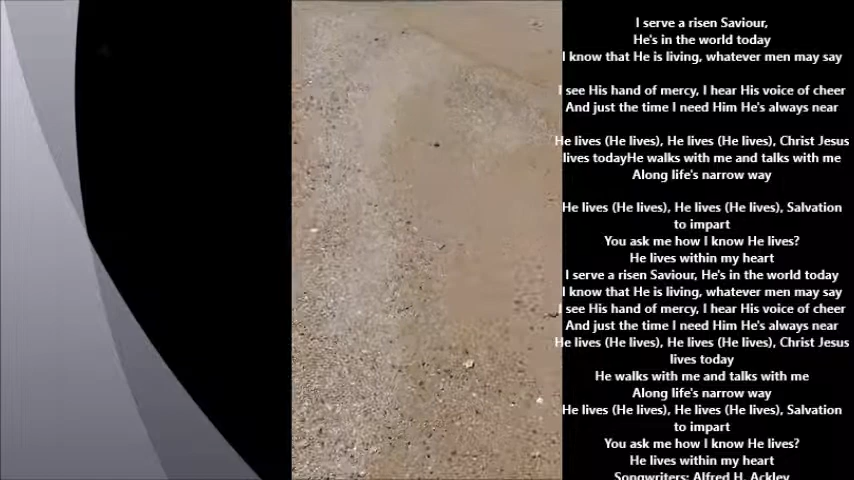 I serve a risen Saviour,
He's in the world today
I know that He is living, whatever men may say
I see His hand of mercy, I hear His voice of cheer
And just the time I need Him He's always near
He lives (He lives), He lives (He lives), Christ Jesus
lives todayHe walks with me and talks with me
Along life's narrow way
He lives (He lives), He lives (He lives), Salvation
to impart
You ask me how I know He lives?
He lives within my heart
I serve a risen Saviour, He's in the world today
I know that He is living, whatever men may say
I see His hand of mercy, I hear His voice of cheer
And just the time I need Him He's always near
He lives (He lives), He lives (He lives), Christ Jesus
lives today
He walks with me and talks with me
Along life's narrow way
He lives (He lives), He lives (He lives), Salvation
to impart
You ask me how I know He lives?
He lives within my heart
Songwriters: Alfred H. Ackley